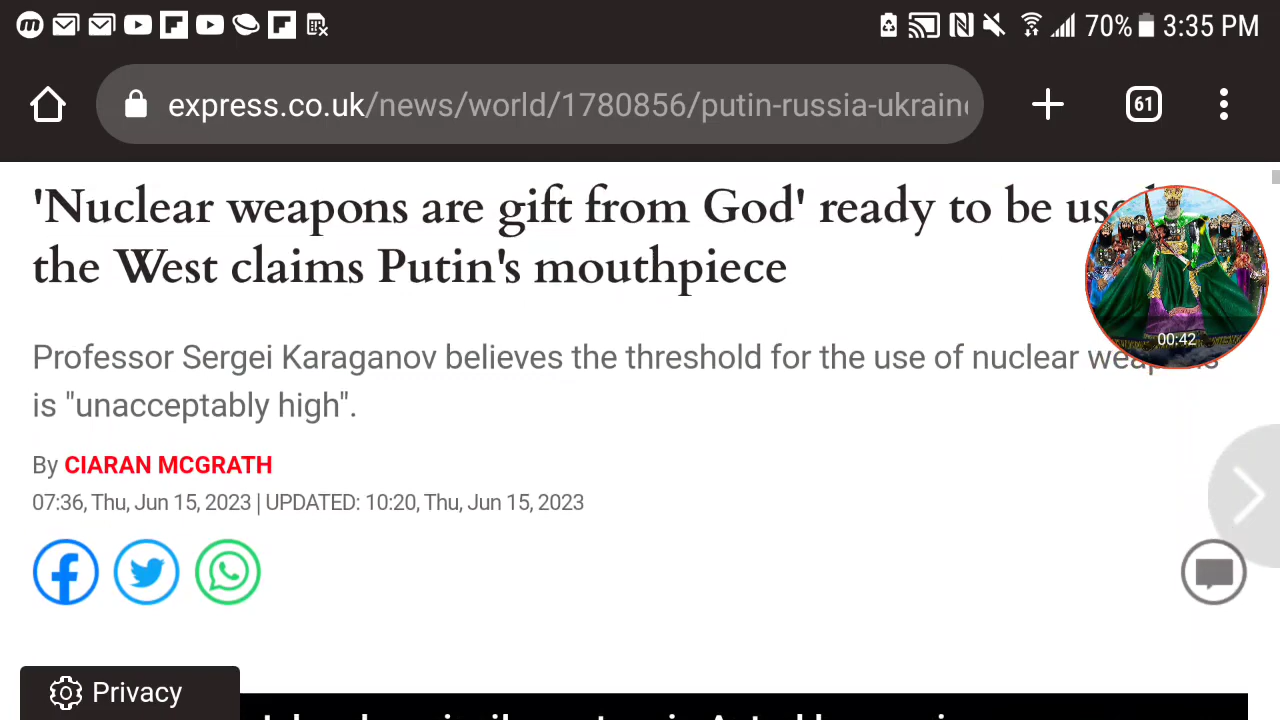 70% 3:35 PM
express.co.uk/news/world/1780856/putin-russia-ukraine
61
'Nuclear weapons are gift from God' ready to be
the West claims Putin's mouthpiece
Professor Sergei Karaganov believes the threshold for the use of nuclear
is "unacceptably high".
00:42
By CIARAN MCGRATH
07:36, Thu, Jun 15, 2023 | UPDATED: 10:20, Thu, Jun 15, 2023
Privacy